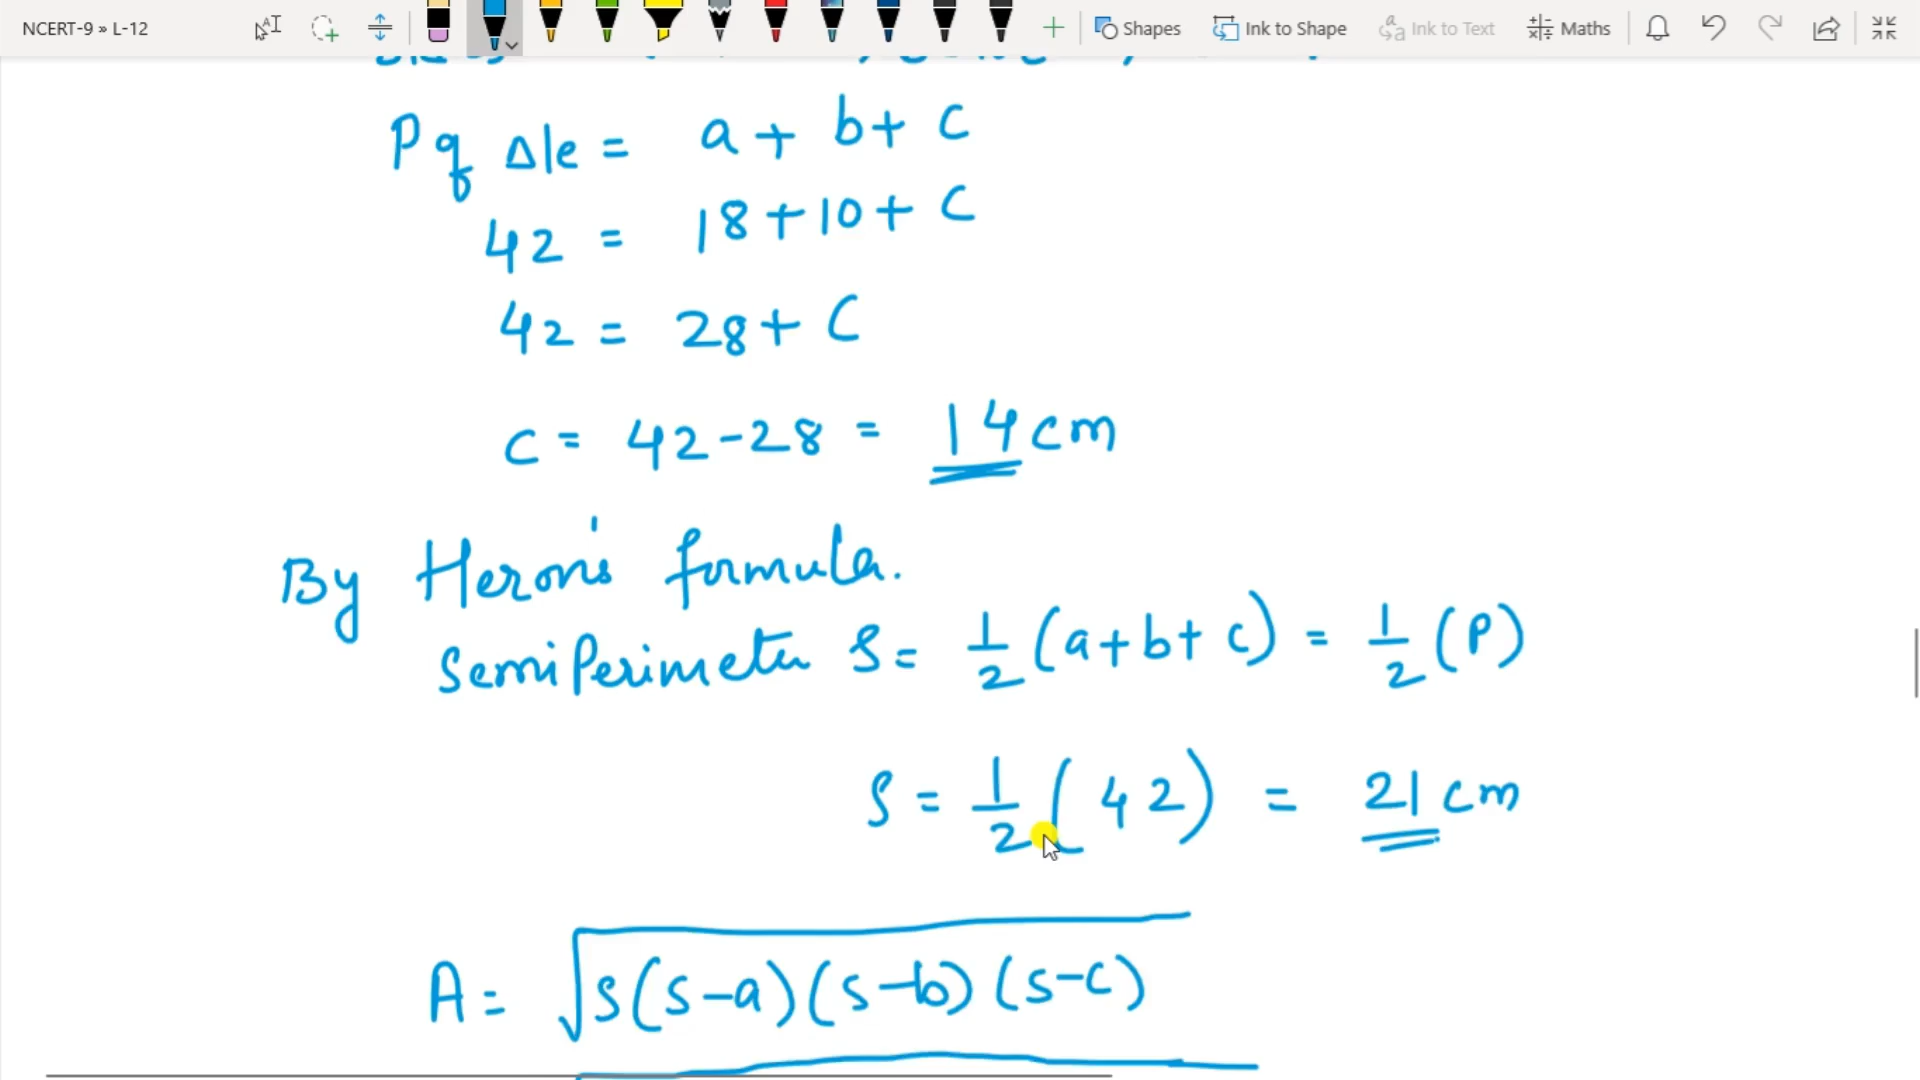 NCERT-9 » L-12 Shapes Ink to Shape Ink to Text Maths
P of Δle = a + b + c
42 = 18 + 10 + c
42 = 28 + c
c = 42 - 28 = 14 cm
By Heron's formula.
Semi Perimeter S = 1/2 (a + b + c) = 1/2 (P)
S = 1/2 (42) = 21 cm
A = √s(s-a)(s-b)(s-c)